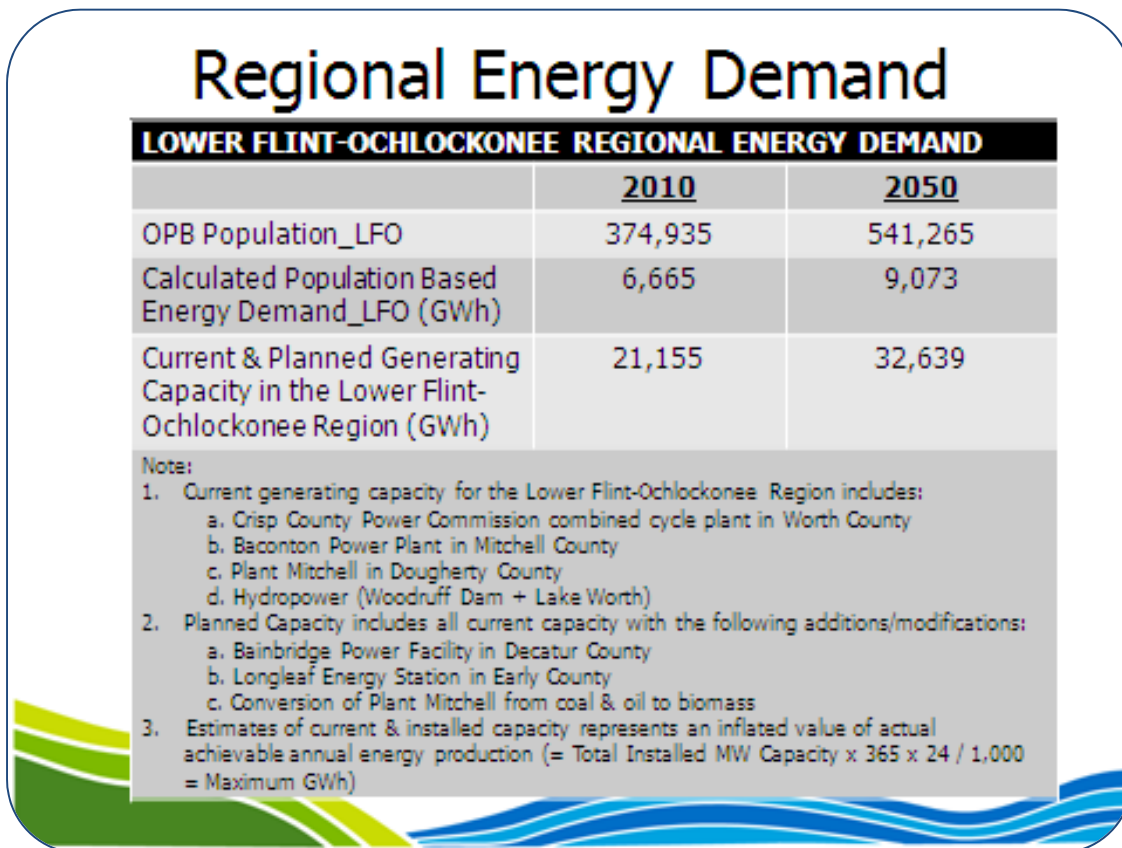 Regional Energy Demand
LOWER FLINT-OCHLOCKONEE REGIONAL ENERGY DEMAND
2010 2050
OPB Population_LFO 374,935 541,265
Calculated Population Based 6,665 9,073
Energy Demand_LFO (GWh)
Current & Planned Generating 21,155 32,639
Capacity in the Lower Flint-
Ochlockonee Region (GWh)
Note:
1. Current generating capacity for the Lower Flint-Ochlockonee Region includes:
a. Crisp County Power Commission combined cycle plant in Worth County
b. Baconton Power Plant in Mitchell County
c. Plant Mitchell in Dougherty County
d. Hydropower (Woodruff Dam + Lake Worth)
2. Planned Capacity includes all current capacity with the following additions/modifications:
a. Bainbridge Power Facility in Decatur County
b. Longleaf Energy Station in Early County
c. Conversion of Plant Mitchell from coal & oil to biomass
3. Estimates of current & installed capacity represents an inflated value of actual
achievable annual energy production (= Total Installed MW Capacity x 365 x 24 / 1,000
= Maximum GWh)